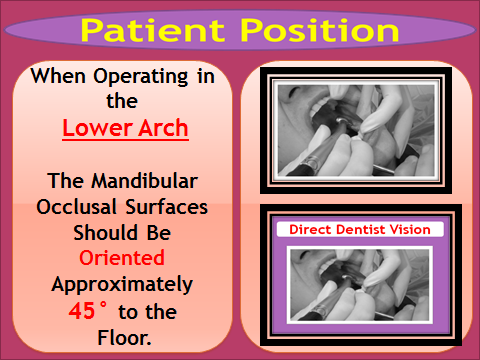 Patient Position
When Operating in
the
Lower Arch
The Mandibular
Occlusal Surfaces
Should Be
Oriented
Approximately
45° to the
Floor.
Direct Dentist Vision